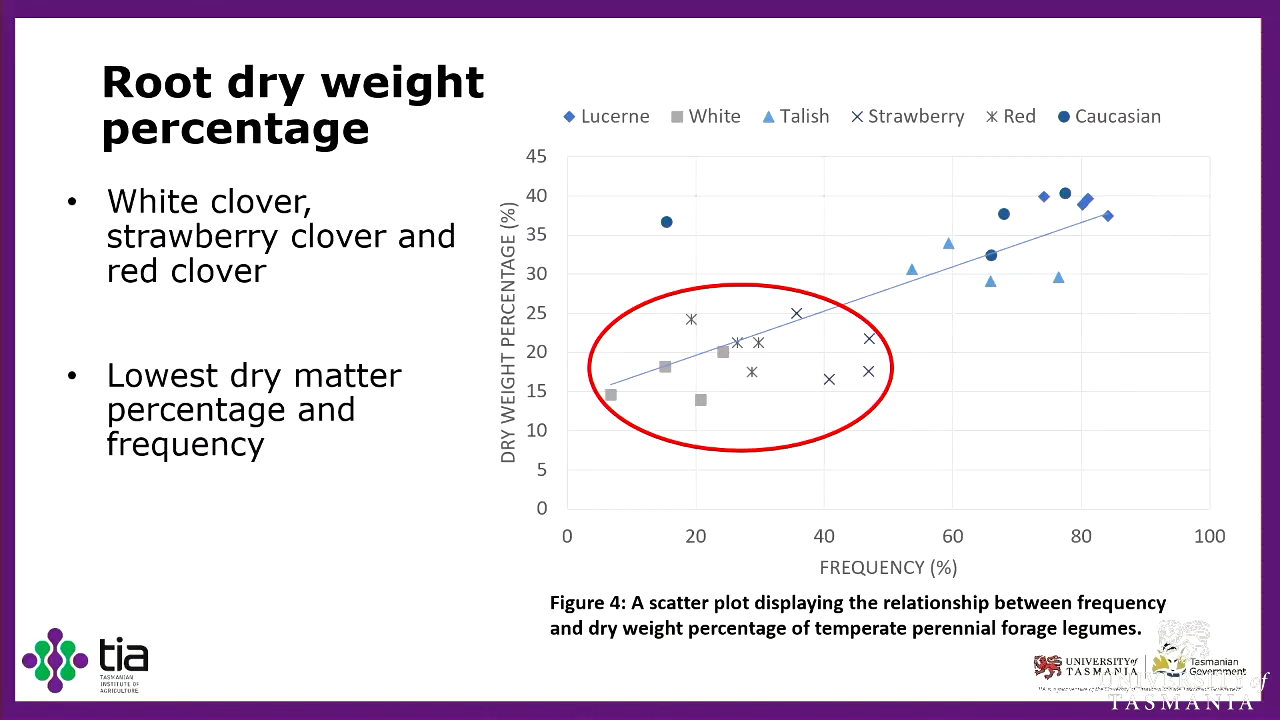 Root dry weight
percentage
• White clover,
strawberry clover and
red clover
• Lowest dry matter
percentage and
frequency
Lucerne White Talish Strawberry Red Caucasian
45
40
35
30
25
20
15
10
5
0
DRY WEIGHT PERCENTAGE (%)
0 20 40 60 80 100
FREQUENCY (%)
Figure 4: A scatter plot displaying the relationship between frequency
and dry weight percentage of temperate perennial forage legumes.
tia
TASMANIAN
INSTITUTE OF
AGRICULTURE
UNIVERSITY of
TASMANIA
Tasmanian
Government
UNIVERSITY of
TASMANIA